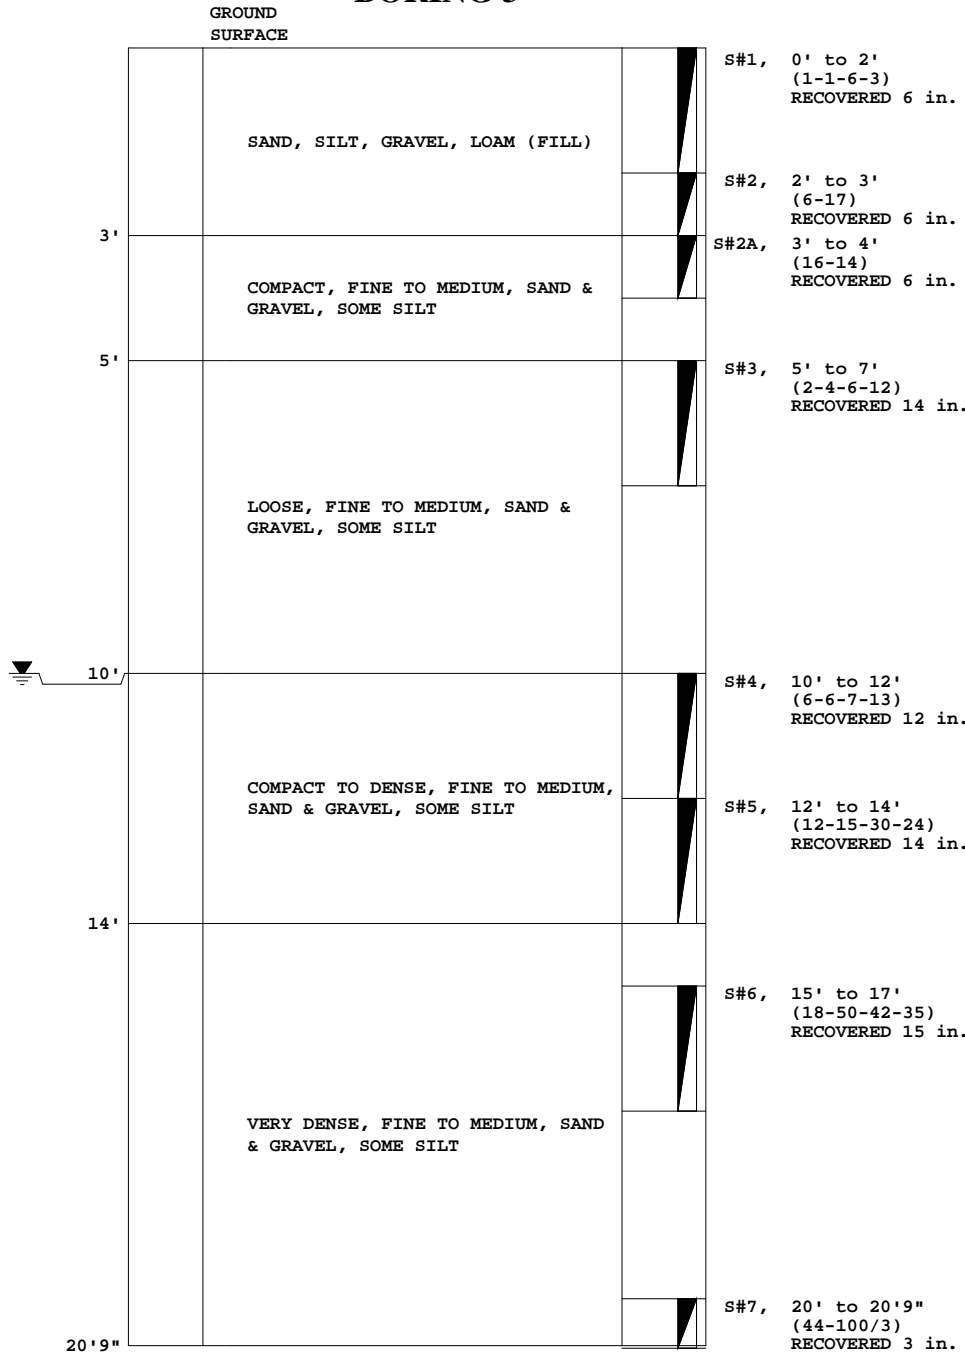 GROUND
SURFACE
S#1, 0' to 2'
(1-1-6-3)
RECOVERED 6 in.
SAND, SILT, GRAVEL, LOAM (FILL)
S#2, 2' to 3'
(6-17)
RECOVERED 6 in.
3'
S#2A, 3' to 4'
(16-14)
RECOVERED 6 in.
COMPACT, FINE TO MEDIUM, SAND &
GRAVEL, SOME SILT
5'
S#3, 5' to 7'
(2-4-6-12)
RECOVERED 14 in.
LOOSE, FINE TO MEDIUM, SAND &
GRAVEL, SOME SILT
10'
S#4, 10' to 12'
(6-6-7-13)
RECOVERED 12 in.
COMPACT TO DENSE, FINE TO MEDIUM,
SAND & GRAVEL, SOME SILT
S#5, 12' to 14'
(12-15-30-24)
RECOVERED 14 in.
14'
S#6, 15' to 17'
(18-50-42-35)
RECOVERED 15 in.
VERY DENSE, FINE TO MEDIUM, SAND
& GRAVEL, SOME SILT
S#7, 20' to 20'9"
(44-100/3)
RECOVERED 3 in.
20'9"